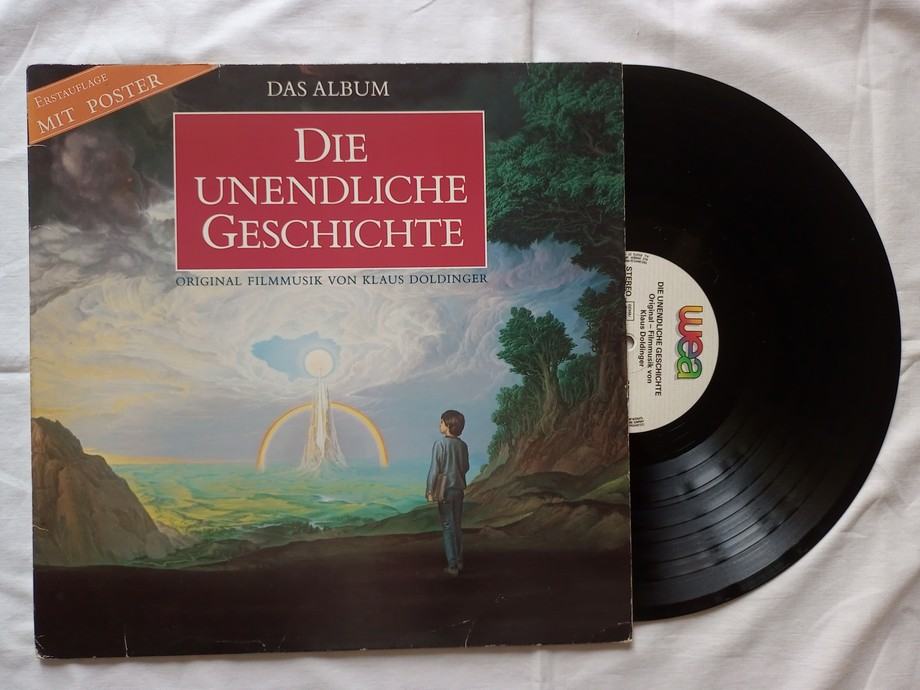 ERSTAUFLAGE
MIT POSTER
DAS ALBUM
DIE
UNENDLICHE
GESCHICHTE
ORIGINAL FILMMUSIK VON KLAUS DOLDINGER
wea
DIE UNENDLICHE GESCHICHTE
Original – Filmmusik von
Klaus Doldinger
STEREO